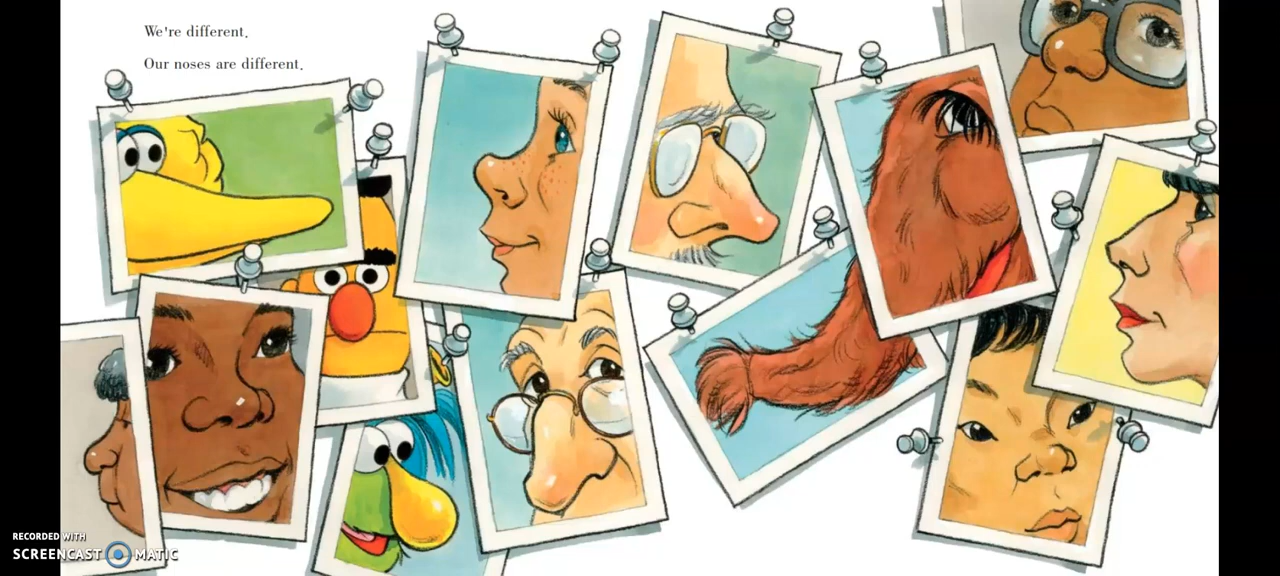 We're different.
Our noses are different.
RECORDED WITH
SCREENCAST MATIC